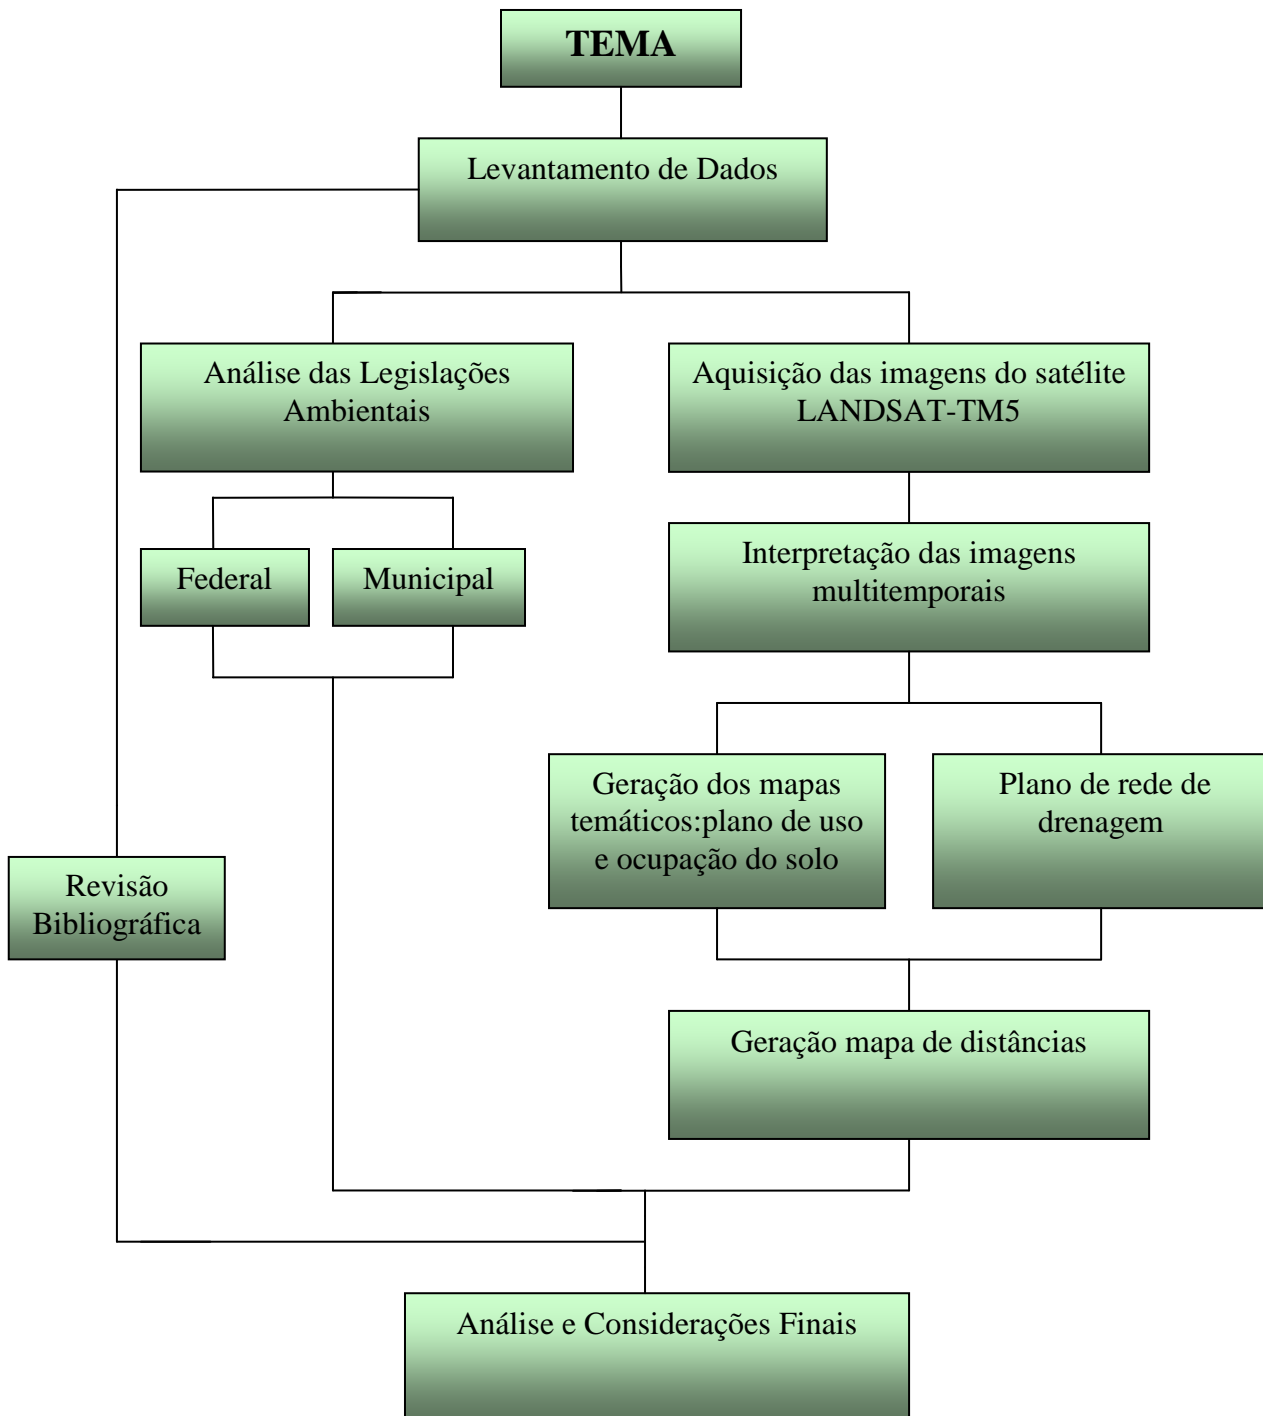 TEMA
Levantamento de Dados
Análise das Legislações
Ambientais
Aquisição das imagens do satélite
LANDSAT-TM5
Federal
Municipal
Interpretação das imagens
multitemporais
Geração dos mapas
temáticos:plano de uso
e ocupação do solo
Plano de rede de
drenagem
Revisão
Bibliográfica
Geração mapa de distâncias
Análise e Considerações Finais